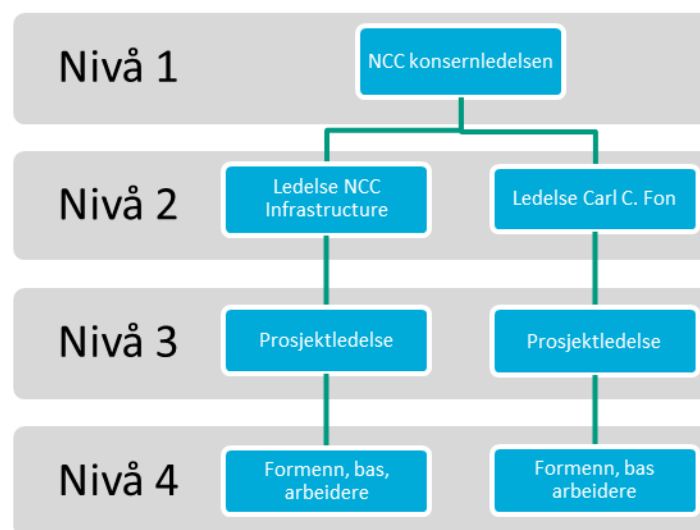 Nivå 1
NCC konsernledelsen
Nivå 2
Ledelse NCC
Infrastructure
Ledelse Carl C. Fon
Nivå 3
Prosjektledelse
Prosjektledelse
Nivå 4
Formenn, bas,
arbeidere
Formenn, bas
arbeidere